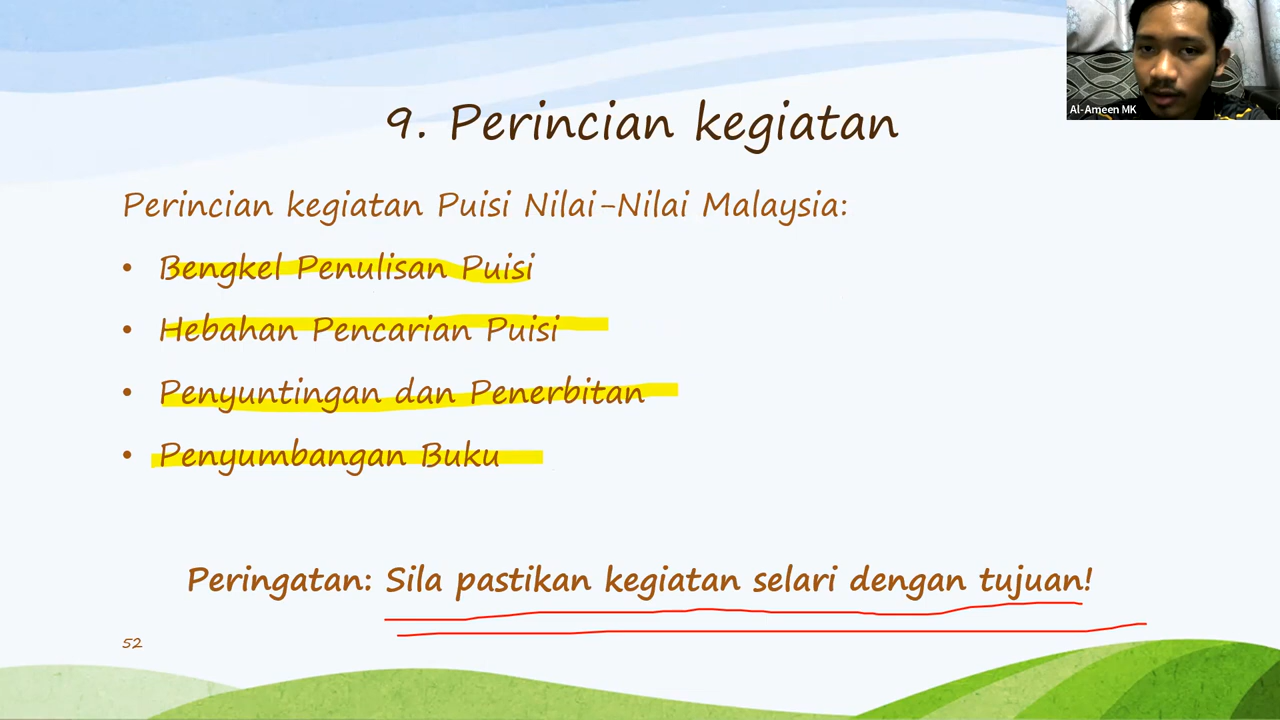 Al-Ameen MK
9. Perincian kegiatan
Perincian kegiatan Puisi Nilai-Nilai Malaysia:
• Bengkel Penulisan Puisi
• Hebahan Pencarian Puisi
• Penyuntingan dan Penerbitan
• Penyumbangan Buku
Peringatan: Sila pastikan kegiatan selari dengan tujuan!
52